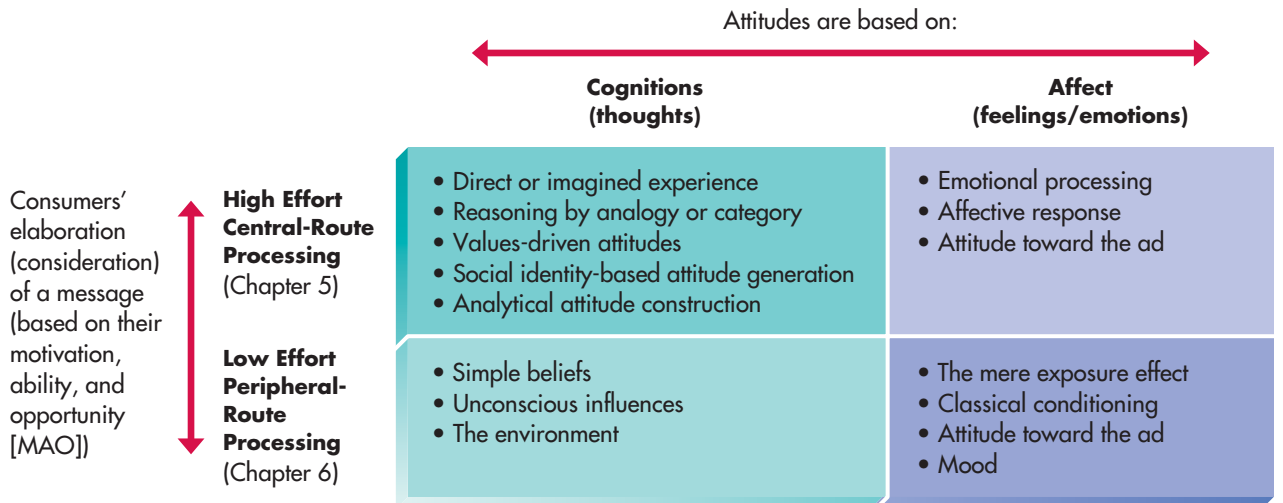 Attitudes are based on:
Cognitions
(thoughts)
Affect
(feelings/emotions)
Consumers’
elaboration
(consideration)
of a message
(based on their
motivation,
ability, and
opportunity
[MAO])
High Effort
Central-Route
Processing
(Chapter 5)
• Direct or imagined experience
• Reasoning by analogy or category
• Values-driven attitudes
• Social identity-based attitude generation
• Analytical attitude construction
• Emotional processing
• Affective response
• Attitude toward the ad
Low Effort
Peripheral-
Route
Processing
(Chapter 6)
• Simple beliefs
• Unconscious influences
• The environment
• The mere exposure effect
• Classical conditioning
• Attitude toward the ad
• Mood